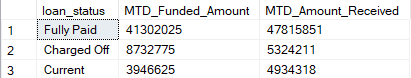 loan_status MTD_Funded_Amount MTD_Amount_Received
1 Fully Paid 41302025 47815851
2 Charged Off 8732775 5324211
3 Current 3946625 4934318